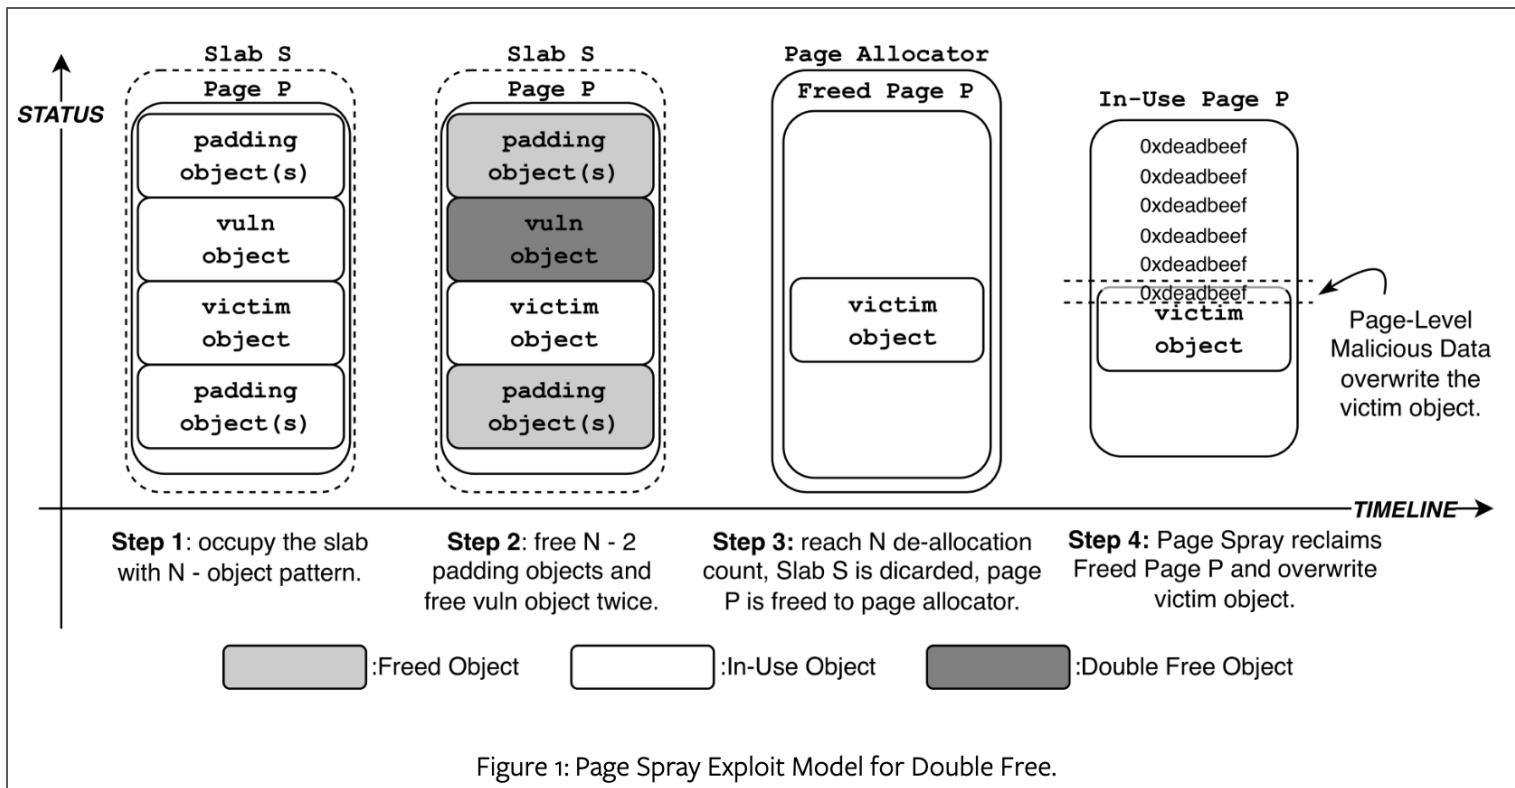 Slab S
Page P
padding
object(s)
vuln
object
victim
object
padding
object(s)
Slab S
Page P
padding
object(s)
vuln
object
victim
object
padding
object(s)
Page Allocator
Freed Page P
victim
object
In-Use Page P
0xdeadbeef
0xdeadbeef
0xdeadbeef
0xdeadbeef
0xdeadbeef
0xdeadbeef
victim
object
Page-Level
Malicious Data
overwrite the
victim object.
STATUS
TIMELINE
Step 1: occupy the slab
with N - object pattern.
Step 2: free N - 2
padding objects and
free vuln object twice.
Step 3: reach N de-allocation
count, Slab S is dicarded, page
P is freed to page allocator.
Step 4: Page Spray reclaims
Freed Page P and overwrite
victim object.
:Freed Object
:In-Use Object
:Double Free Object
Figure 1: Page Spray Exploit Model for Double Free.